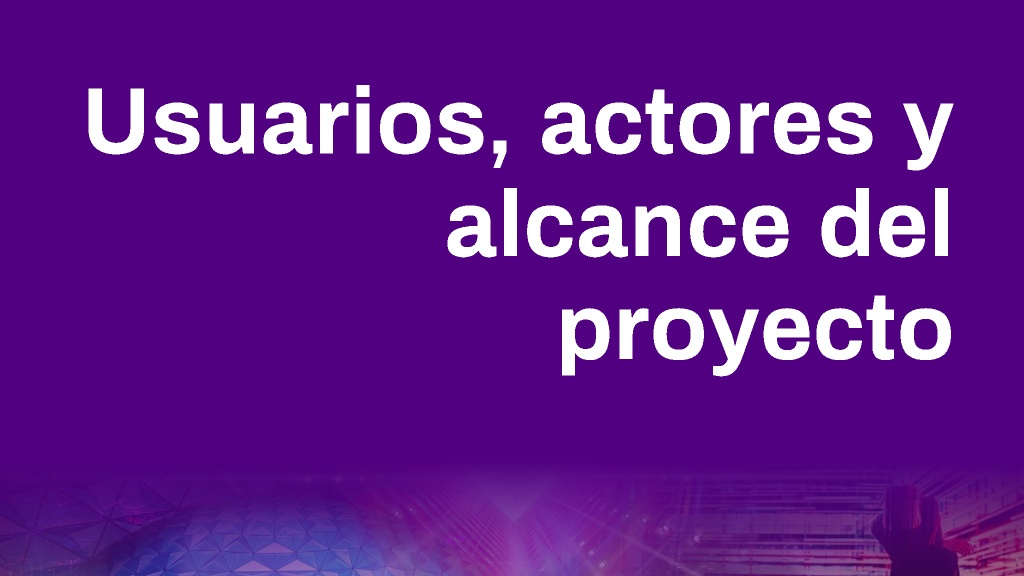 Usuarios, actores y
alcance del
proyecto